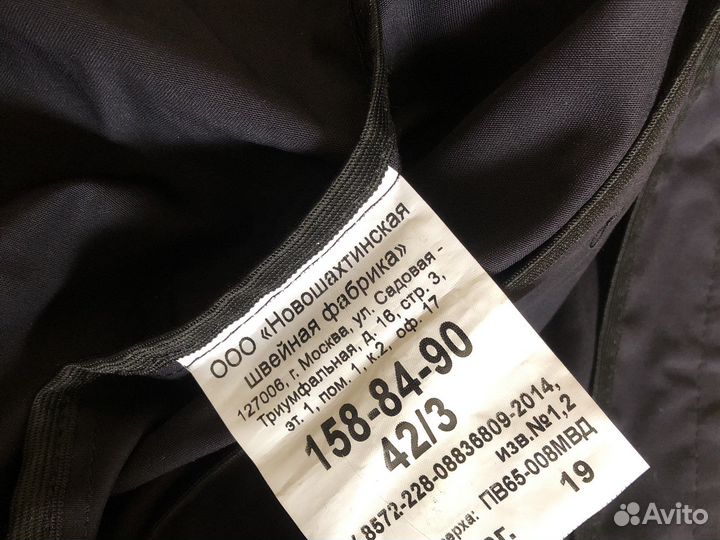 ООО «Новошахтинская
швейная фабрика»
127006, г. Москва, ул. Садовая -
Триумфальная, д. 16, стр. 3,
эт. 1, пом. 1, к.2, оф. 17
158-84-90
42/3
8572-228-08836809-2014,
изв.№1,2
ерха: ПВ65-008МВД
19
Avito